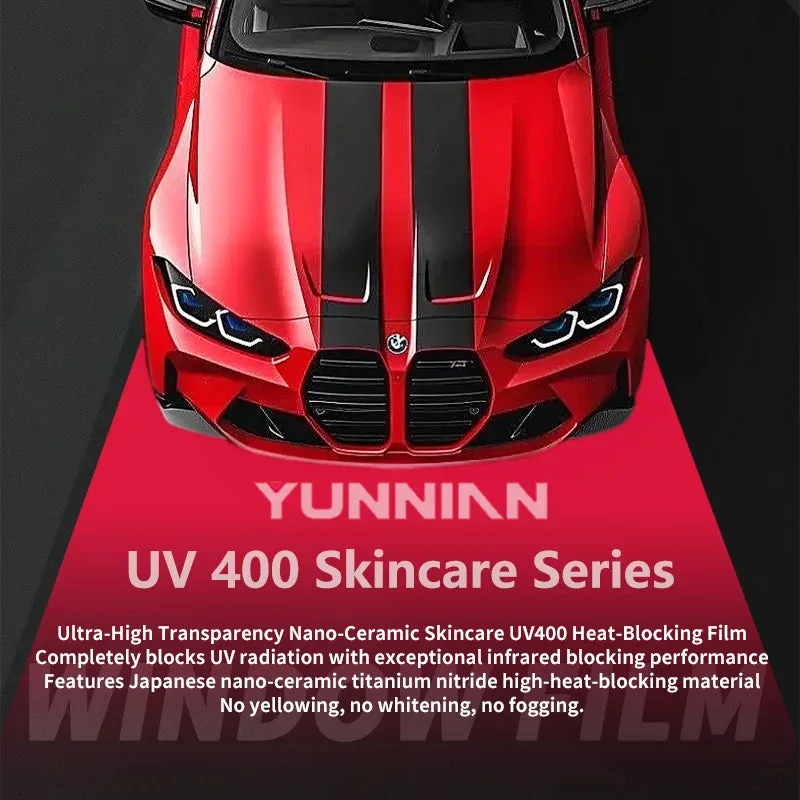 YUNNIAN
UV 400 Skincare Series
Ultra-High Transparency Nano-Ceramic Skincare UV400 Heat-Blocking Film
Completely blocks UV radiation with exceptional infrared blocking performance
Features Japanese nano-ceramic titanium nitride high-heat-blocking material
No yellowing, no whitening, no fogging.
WINDOW FILM